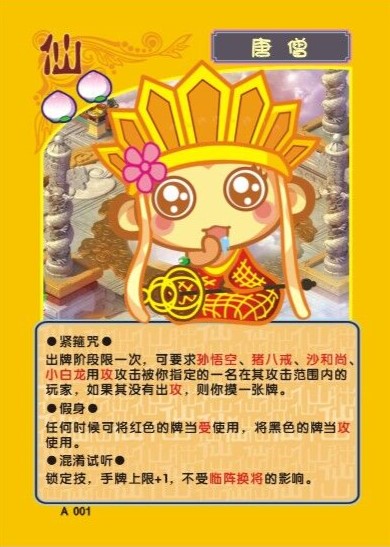 仙
唐僧
●紧箍咒●
出牌阶段限一次，可要求孙悟空、猪八戒、沙和尚、
小白龙用攻攻击被你指定的一名在其攻击范围内的
玩家，如果其没有出攻，则你摸一张牌。
●假身●
任何时候可将红色的牌当受使用，将黑色的牌当攻
使用。
●混淆试听●
锁定技，手牌上限+1，不受临阵换将的影响。
A 001